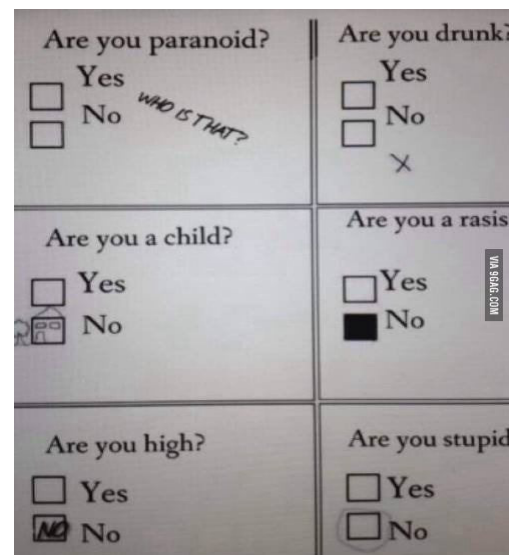 Are you paranoid?
Yes
No
WHO IS THAT?
Are you drunk?
Yes
No
X
Are you a child?
Yes
No
Are you a rasis
Yes
No
Are you high?
Yes
NO No
Are you stupid
Yes
No
VIA 9GAG.COM